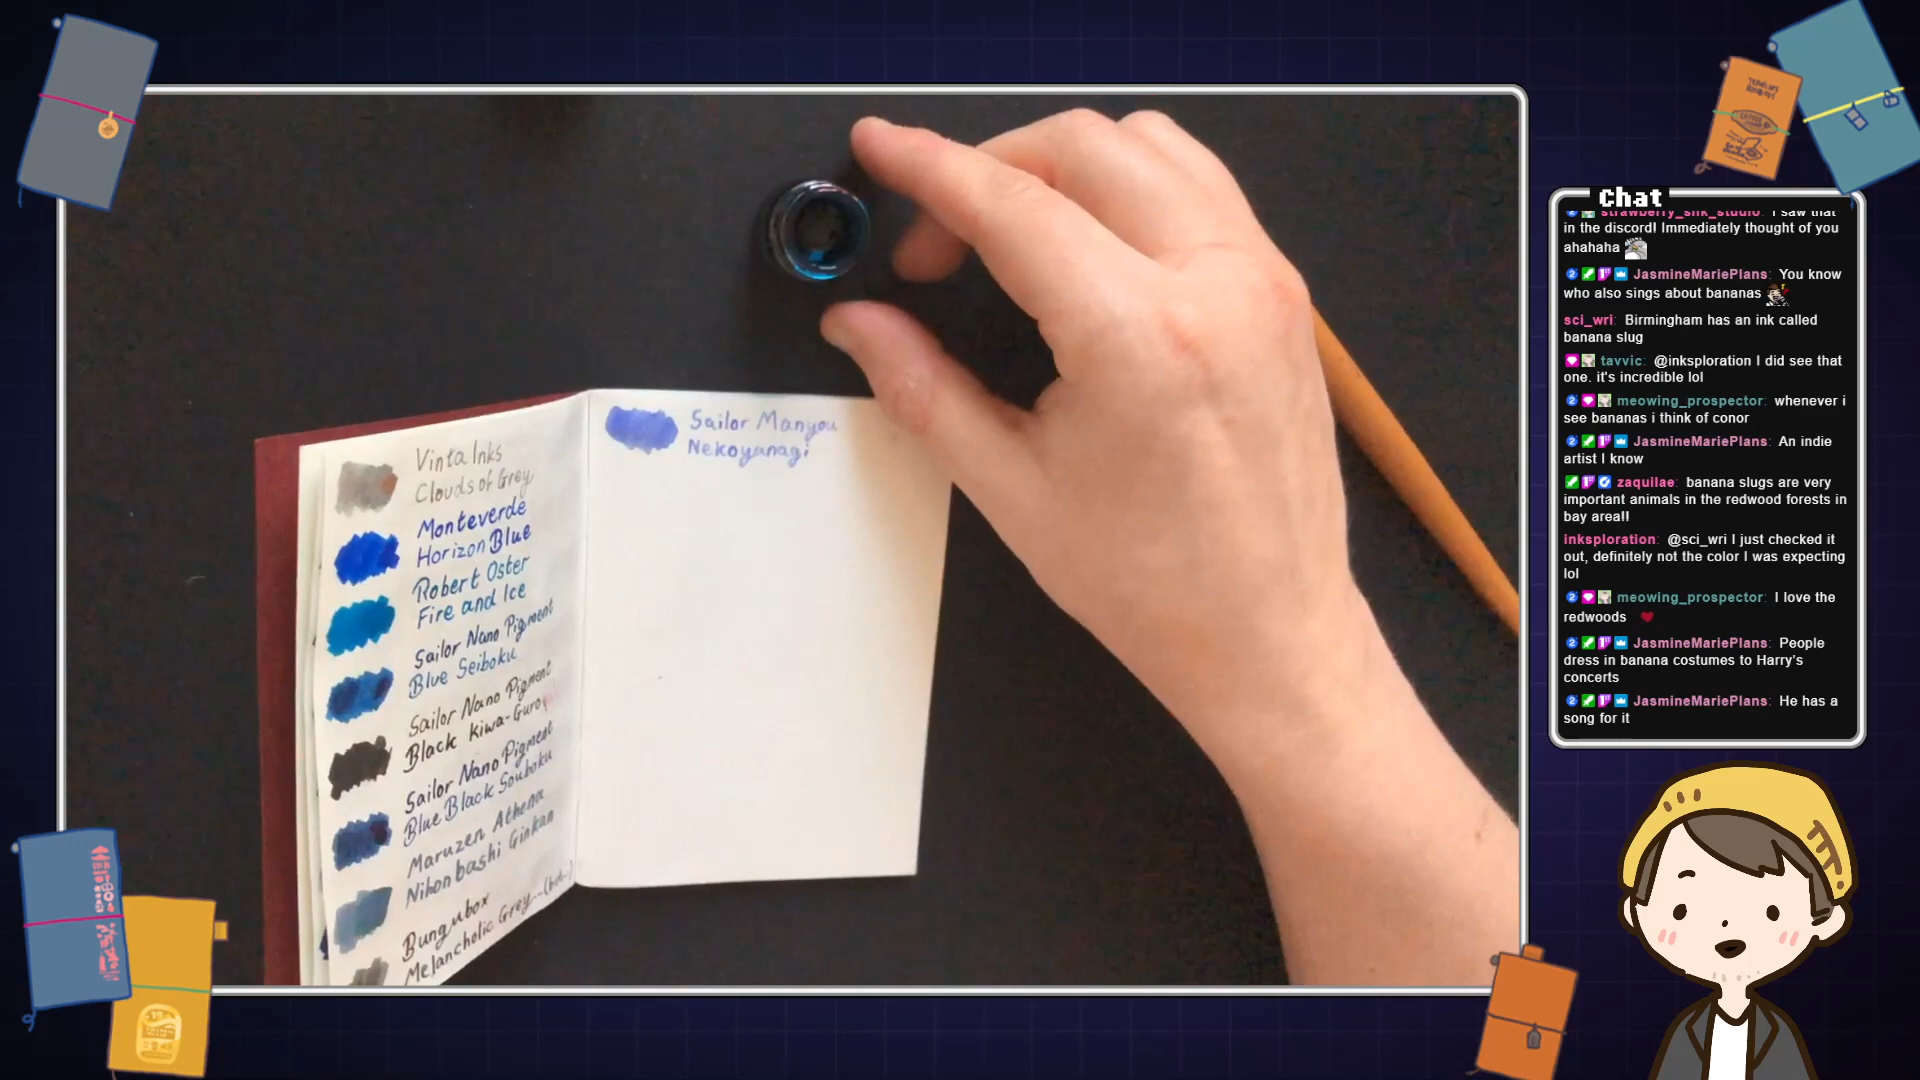 Vinta Inks
Clouds of Grey
Monteverde
Horizon Blue
Robert Oster
Fire and Ice
Sailor Nano Pigment
Blue Seiboku
Sailor Nano Pigment
Black Kiwa-Guro
Sailor Nano Pigment
Blue Black Souboku
Maruzen Athena
Nihonbashi Ginkan
Bungubox
Melancholic Grey
Sailor Manyou
Nekoyanagi
chat
strawberry_silk_studio: I saw that
in the discord! Immediately thought of you
ahahaha
JasmineMariePlans: You know
who also sings about bananas
sci_wri: Birmingham has an ink called
banana slug
tavvic: @inksploration I did see that
one. it's incredible lol
meowing_prospector: whenever i
see bananas i think of conor
JasmineMariePlans: An indie
artist I know
zaquilae: banana slugs are very
important animals in the redwood forests in
bay area!!
inksploration: @sci_wri I just checked it
out, definitely not the color I was expecting
lol
meowing_prospector: I love the
redwoods
JasmineMariePlans: People
dress in banana costumes to Harry's
concerts
JasmineMariePlans: He has a
song for it